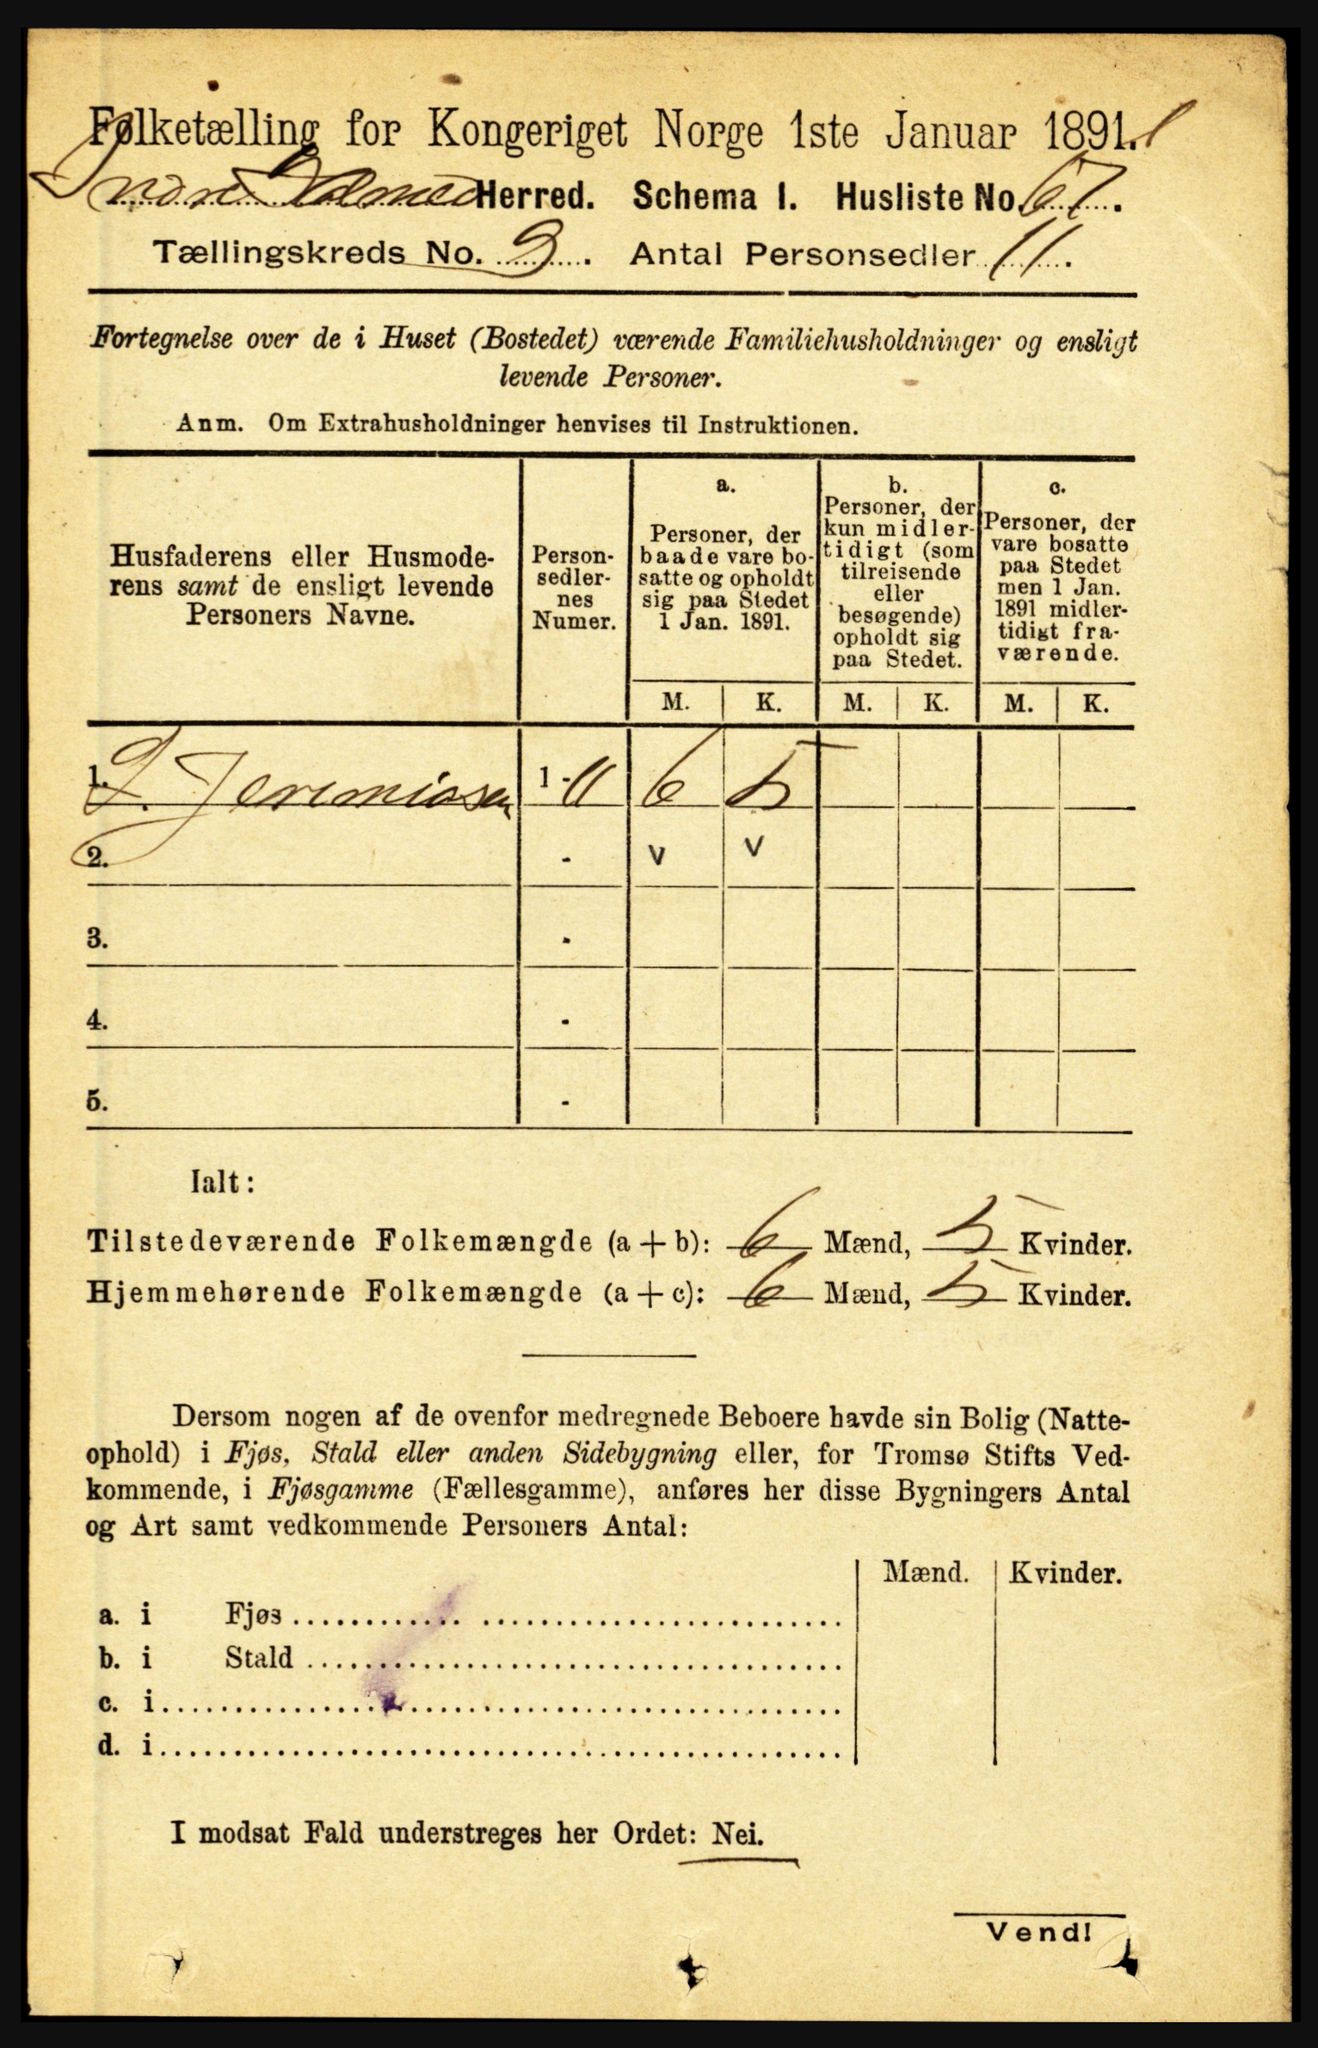 Folketælling for Kongeriget Norge 1ste Januar 1891.
Indre Holmedal Herred. Schema I. Husliste No. 67.
Tællingskreds No. 9. Antal Personsedler 11.
Fortegnelse over de i Huset (Bostedet) værende Familiehusholdninger og ensligt
levende Personer.
Anm. Om Extrahusholdninger henvises til Instruktionen.
Husfaderens eller Husmode-
rens samt de ensligt levende
Personers Navne.
Person-
sedler-
nes
Numer.
a.
Personer, der
baade vare bo-
satte og opholdt
sig paa Stedet
1 Jan. 1891.
b.
Personer, der
kun midler-
tidigt (som
tilreisende
eller
besøgende)
opholdt sig
paa Stedet.
c.
Personer, der
vare bosatte
paa Stedet
men 1 Jan.
1891 midler-
tidigt fra-
værende.
M. K. M. K. M. K.
1. L. Jeremiassen 1 - 11 6 5
2. - v v
3. -
4. -
5. -
Ialt:
Tilstedeværende Folkemængde (a + b): 6 Mænd, 5 Kvinder.
Hjemmehørende Folkemængde (a + c): 6 Mænd, 5 Kvinder.
Dersom nogen af de ovenfor medregnede Beboere havde sin Bolig (Natte-
ophold) i Fjøs, Stald eller anden Sidebygning eller, for Tromsø Stifts Ved-
kommende, i Fjøsgamme (Fællesgamme), anføres her disse Bygningers Antal
og Art samt vedkommende Personers Antal:
Mænd. Kvinder.
a. i Fjøs
b. i Stald
c. i
d. i
I modsat Fald understreges her Ordet: Nei.
Vend!